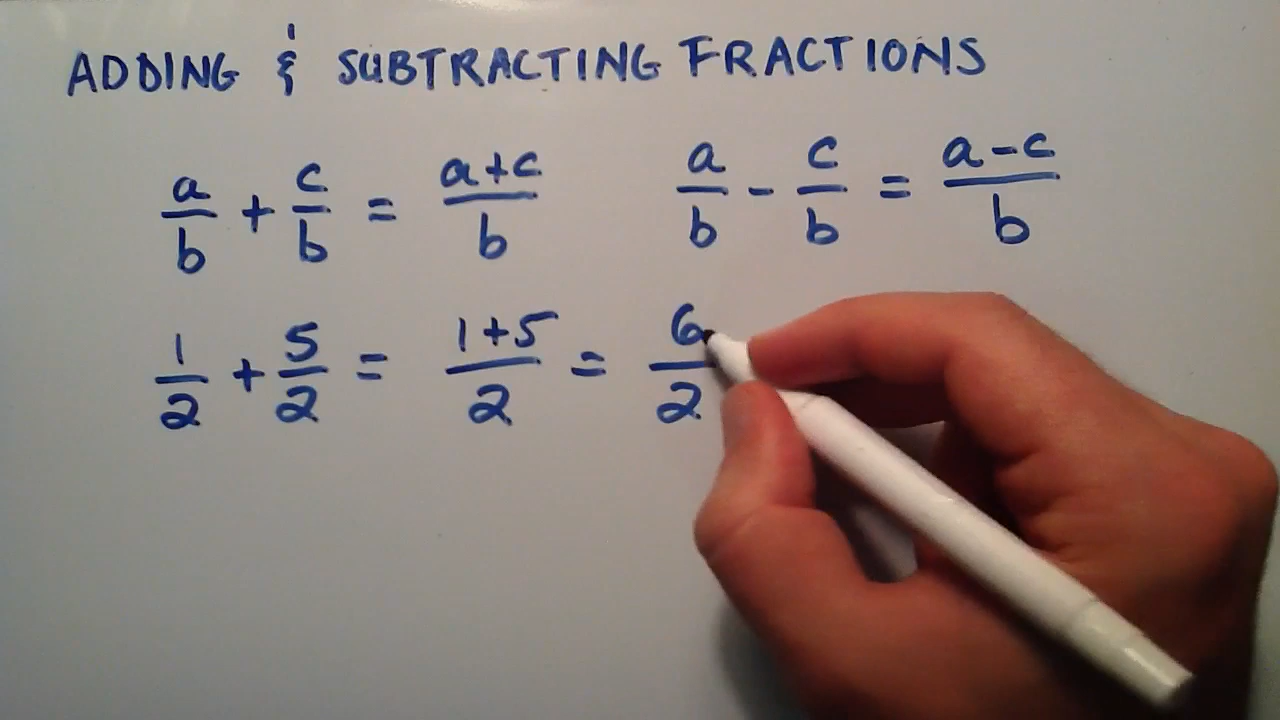 ADDING & SUBTRACTING FRACTIONS
a/b + c/b = a+c/b    a/b - c/b = a-c/b
1/2 + 5/2 = 1+5/2 = 6/2